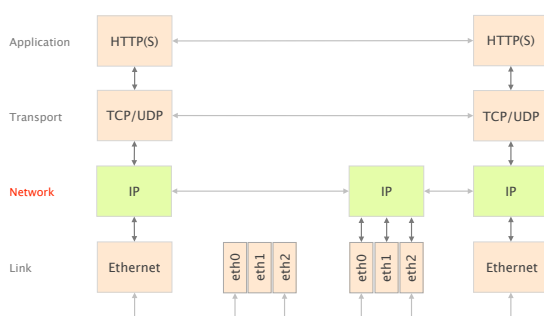 Application HTTP(S) HTTP(S)
Transport TCP/UDP TCP/UDP
Network IP IP IP
Link Ethernet eth0 eth1 eth2 eth0 eth1 eth2 Ethernet